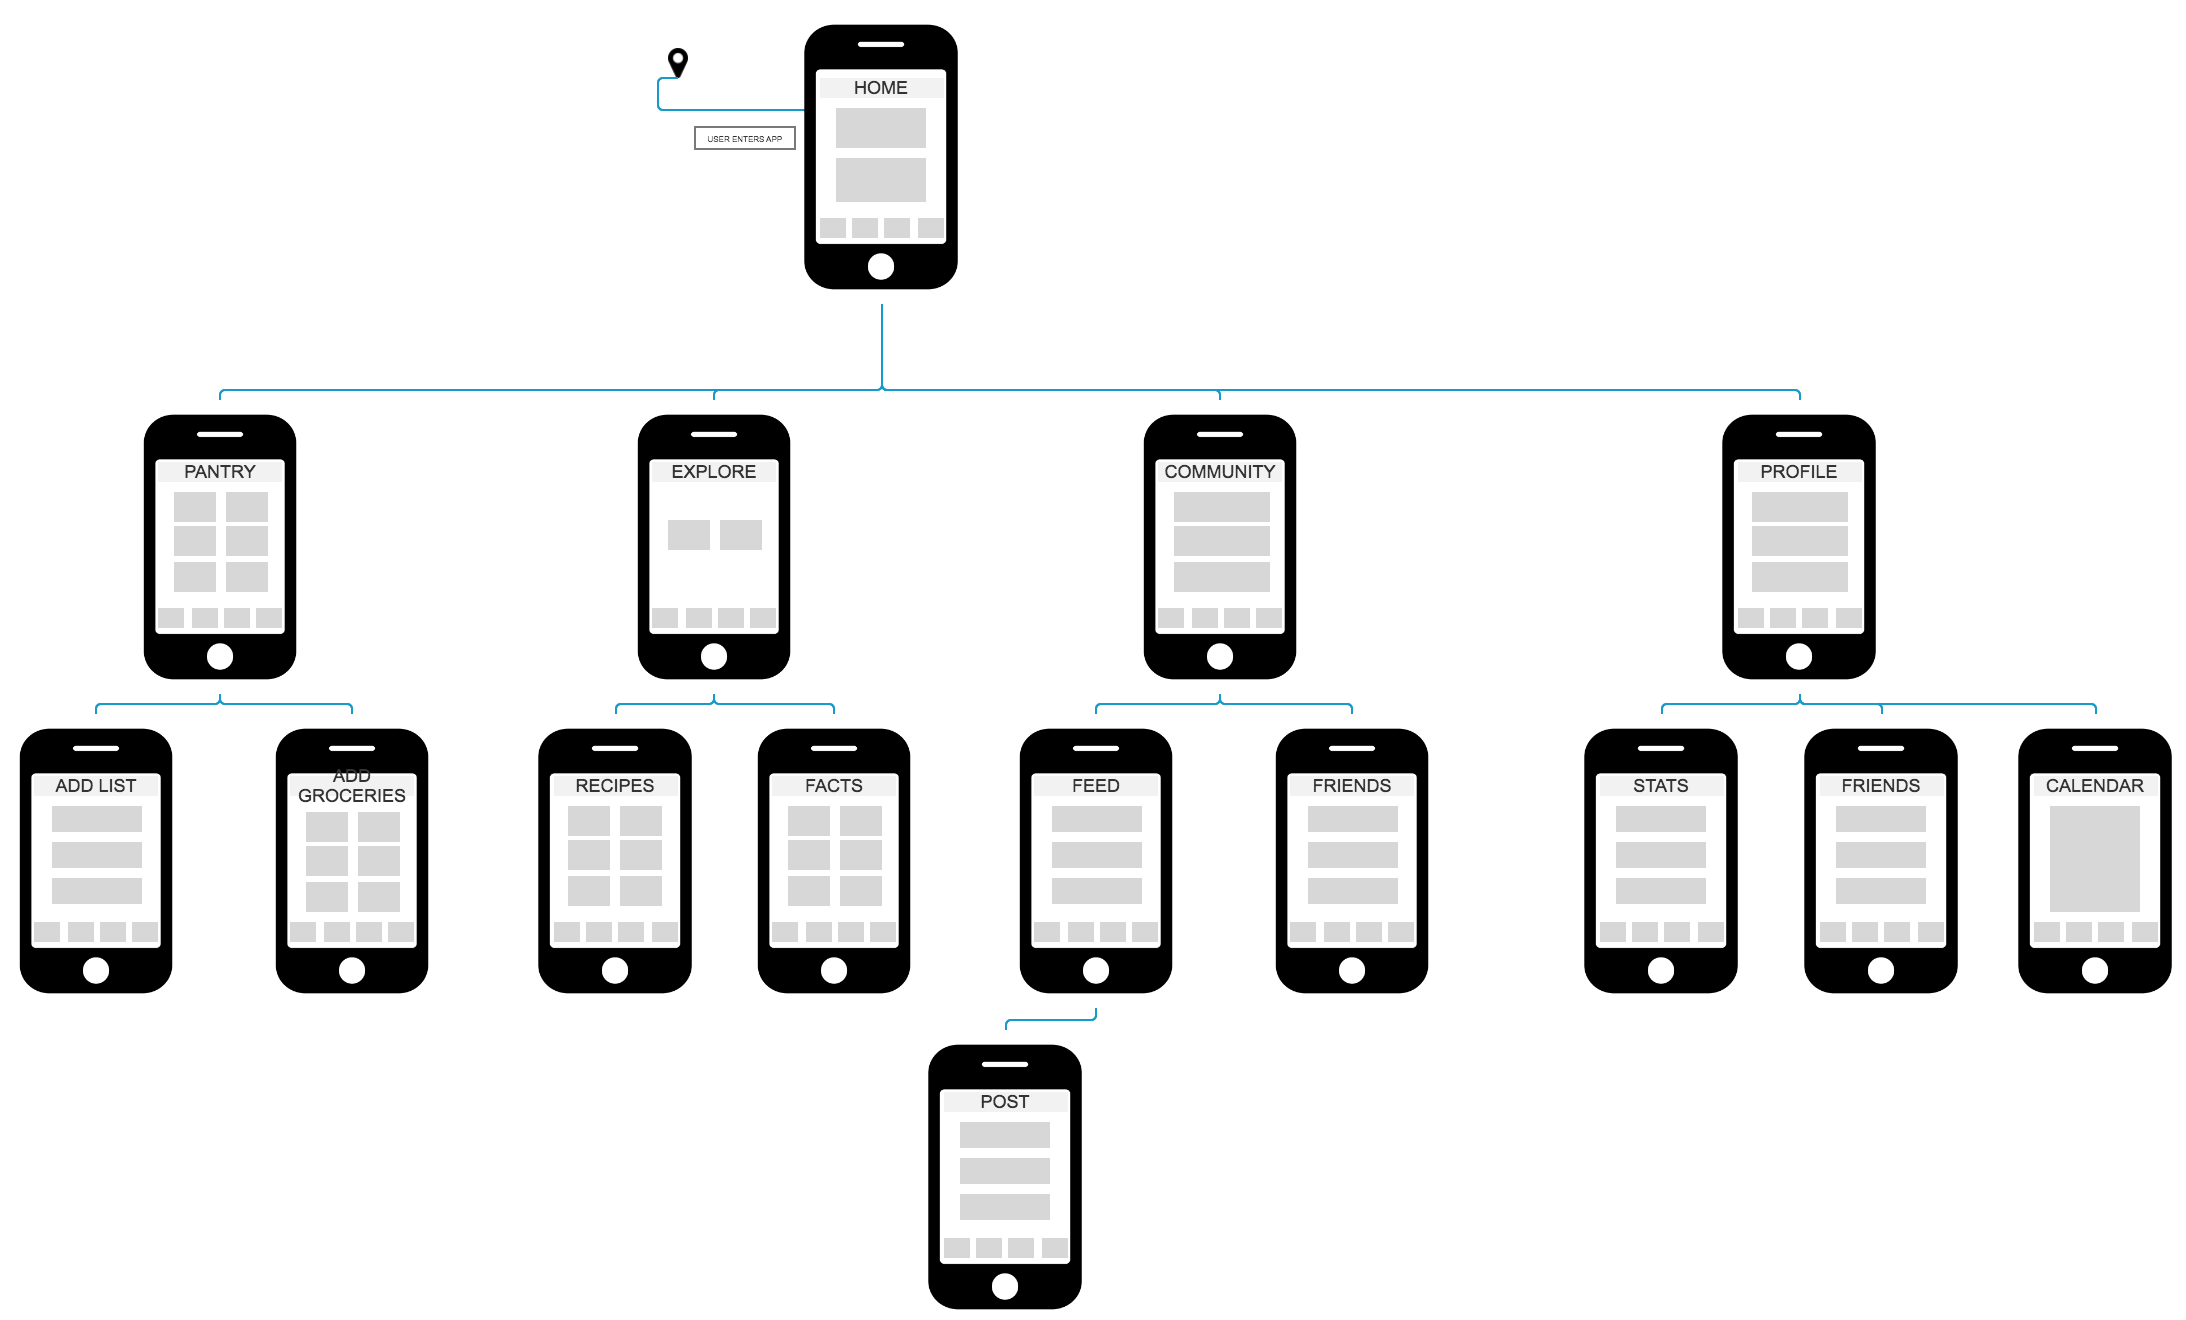 HOME
USER ENTERS APP
PANTRY
EXPLORE
COMMUNITY
PROFILE
ADD LIST
ADD
GROCERIES
RECIPES
FACTS
FEED
FRIENDS
STATS
FRIENDS
CALENDAR
POST